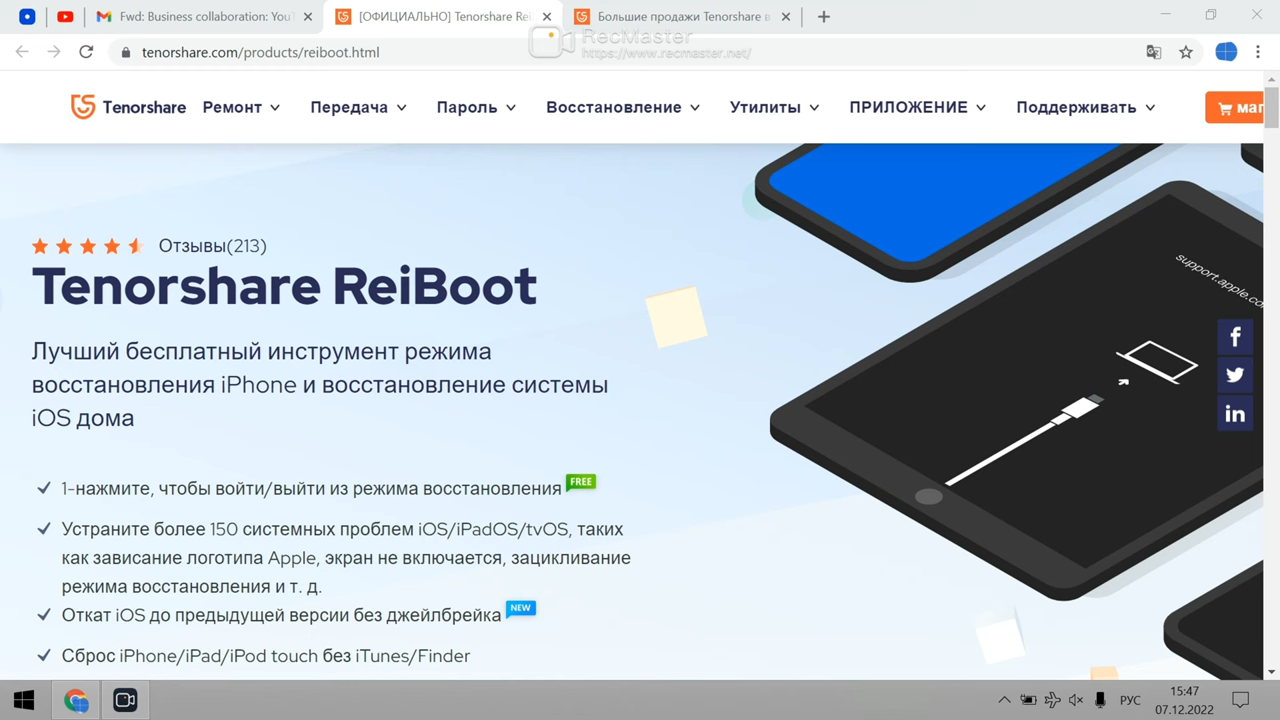 Fwd: Business collaboration: You
[ОФИЦИАЛЬНО] Tenorshare Rei
Большие продажи Tenorshare в
RecMaster
https://www.recmaster.net/
tenorshare.com/products/reiboot.html
Tenorshare Ремонт Передача Пароль Восстановление Утилиты ПРИЛОЖЕНИЕ Поддерживать маг
Отзывы(213)
Tenorshare ReiBoot
Лучший бесплатный инструмент режима
восстановления iPhone и восстановление системы
iOS дома
1-нажмите, чтобы войти/выйти из режима восстановления FREE
Устраните более 150 системных проблем iOS/iPadOS/tvOS, таких
как зависание логотипа Apple, экран не включается, зацикливание
режима восстановления и т. д.
Откат iOS до предыдущей версии без джейлбрейка NEW
Сброс iPhone/iPad/iPod touch без iTunes/Finder
support.apple.co
f
in
РУС
15:47
07.12.2022